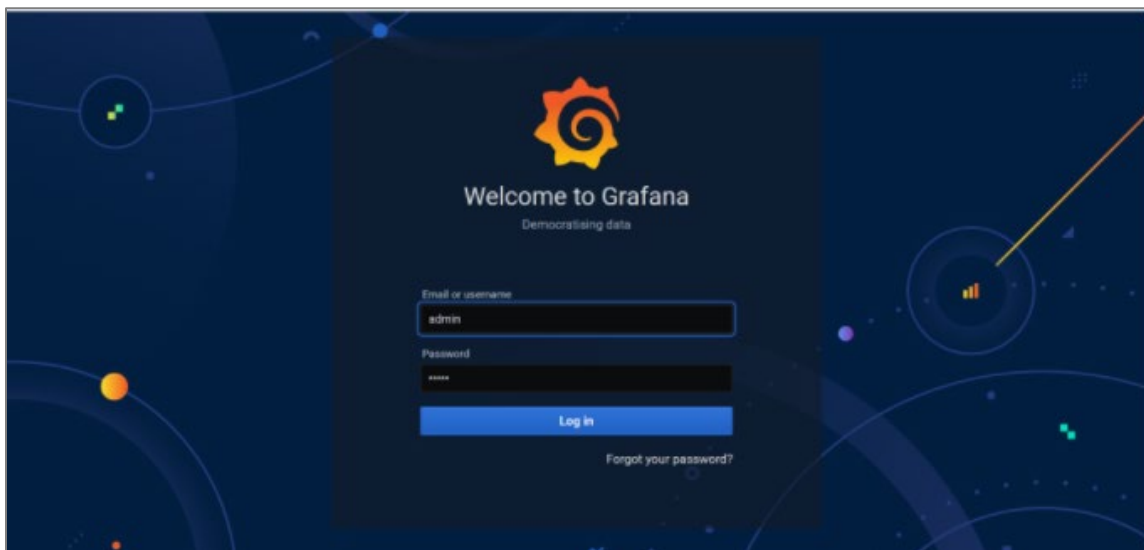 Welcome to Grafana
Democratising data
Email or username
admin
Password
•••••
Log in
Forgot your password?